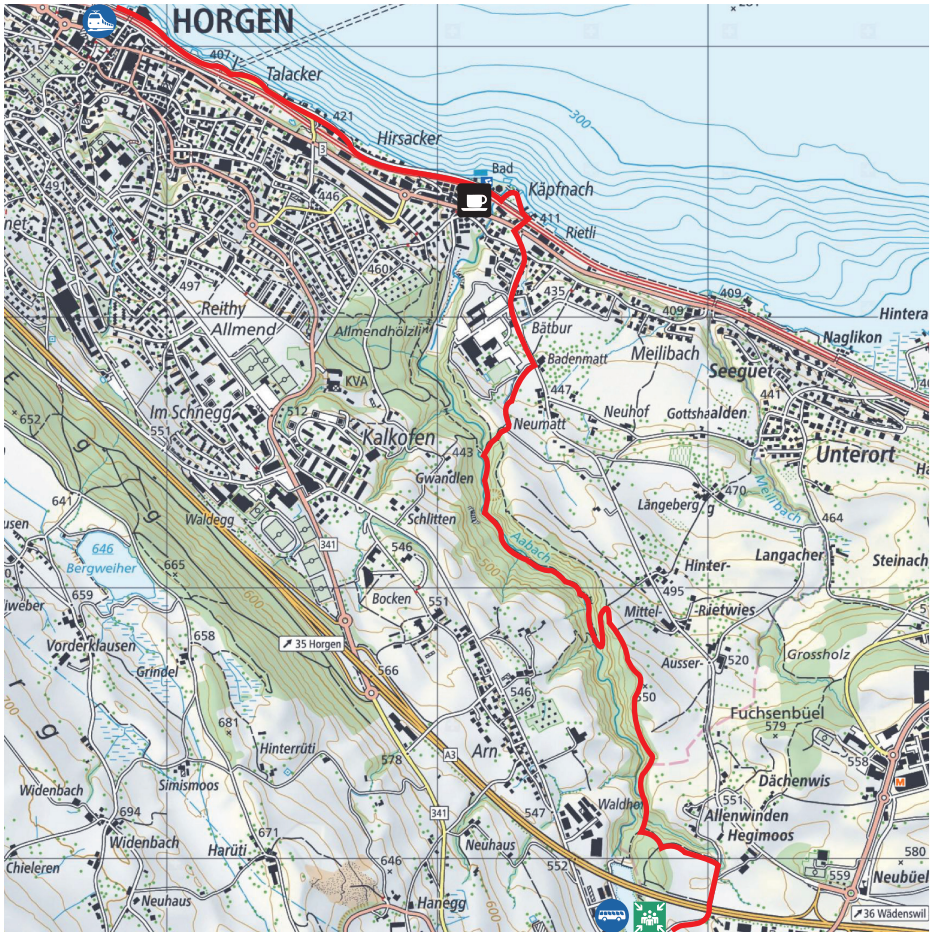 HORGEN
415
407
Talacker
421
3
Hirsacker
300
Bad
Käpfnach
491
446
411
Rietli
net
497
460
Reithy
Allmend
Allmendhölzli
435
Bätbur
409
409
Hintera
Naglikon
Meilibach
Badenmatt
Seeguet
KVA
447
441
E
652
Im Schnegg
551
512
Neuhof
Gottshaalden
Neumatt
Kalkofen
443
Unterort
g
Gwandlen
Meilibach
470
Längeberg
g
641
g
Waldegg
Schlitten
464
usen
341
Aabach
546
Langacher
646
Bergweiher
500
Hinter-
Steinach
665
600
iweber
659
Bocken
551
495
Mittel-
Rietwies
658
35 Horgen
Vorderklausen
Grindel
566
Ausser-
520
Grossholz
r
546
550
681
Fuchsenbüel
579
g
Hinterrüti
Arn
578
A3
558
M
Simismoos
Dächenwis
Widenbach
551
Waldhof
Allenwinden
694
341
547
Hegimoos
Widenbach
671
Neuhaus
Harüti
552
580
Chieleren
646
559
Neubüel
Neuhaus
Hanegg
600
36 Wädenswil